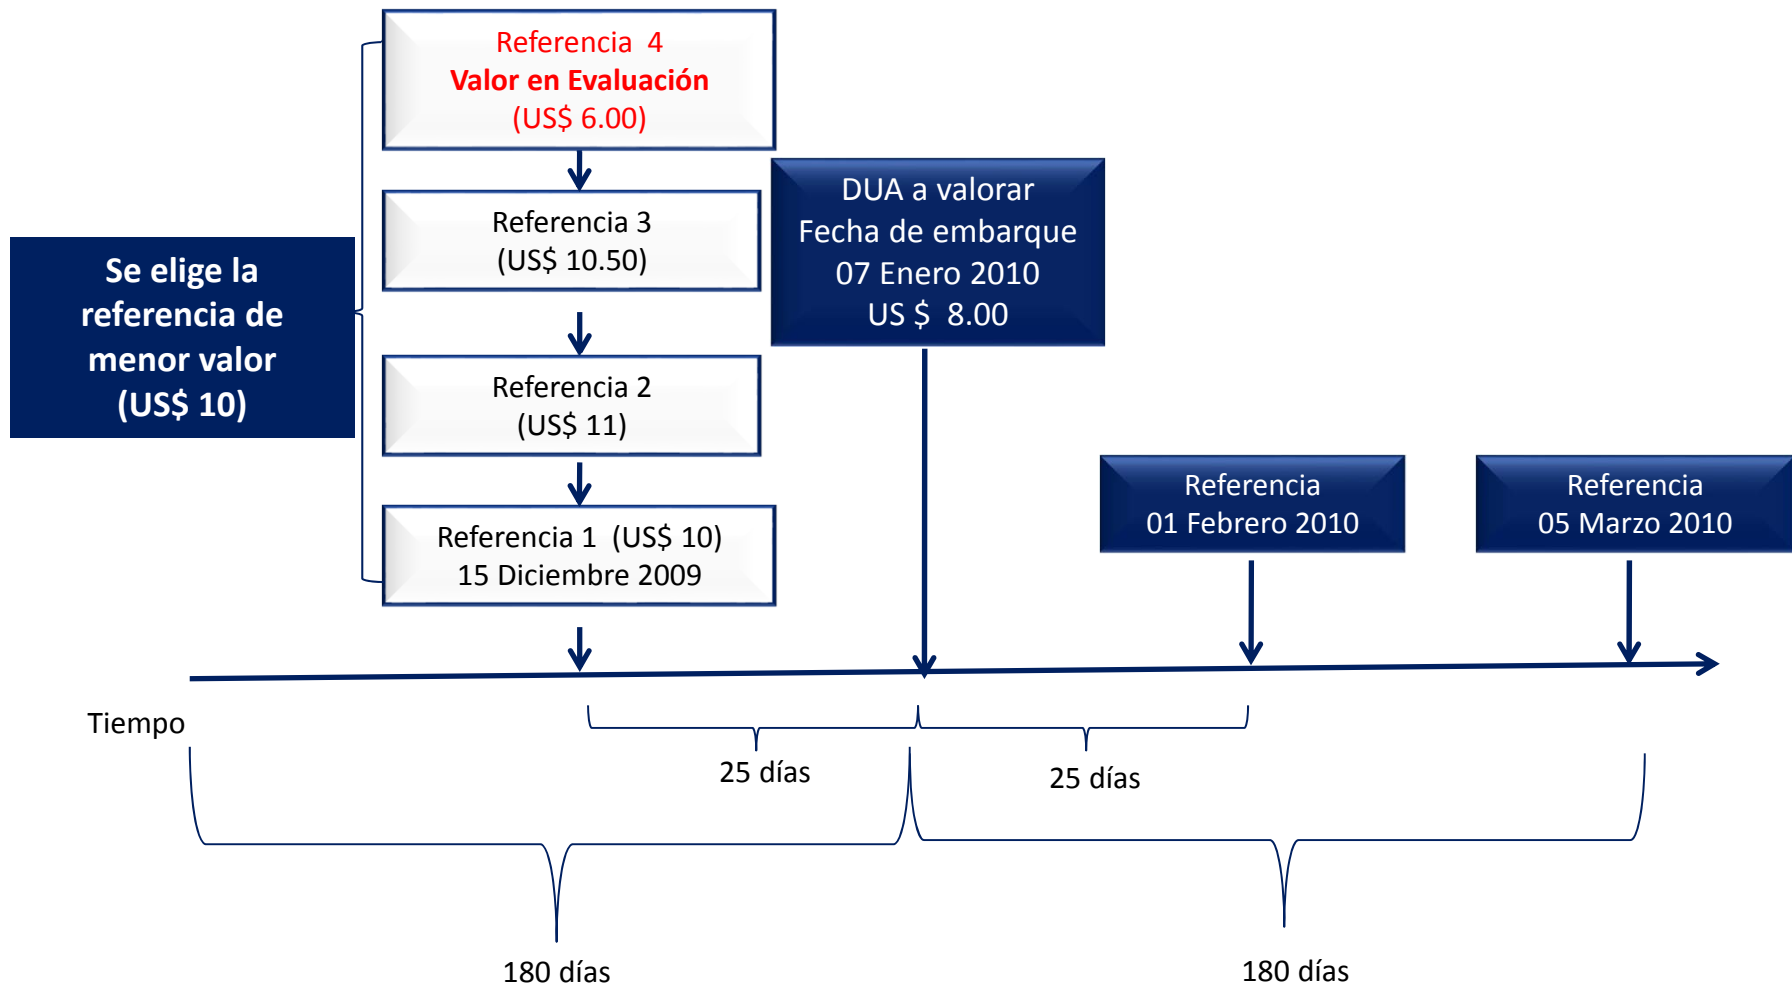 Referencia 4
Valor en Evaluación
(US$ 6.00)
Referencia 3
(US$ 10.50)
Referencia 2
(US$ 11)
Referencia 1 (US$ 10)
15 Diciembre 2009
Se elige la
referencia de
menor valor
(US$ 10)
DUA a valorar
Fecha de embarque
07 Enero 2010
US $ 8.00
Referencia
01 Febrero 2010
Referencia
05 Marzo 2010
Tiempo
25 días
25 días
180 días
180 días